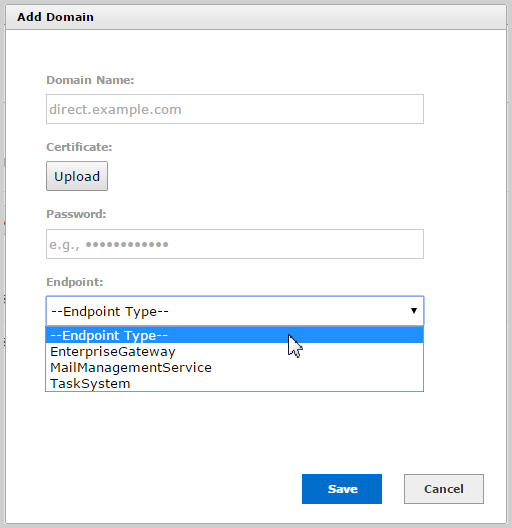 Add Domain
Domain Name:
direct.example.com
Certificate:
Upload
Password:
e.g., ●●●●●●●●●●●●
Endpoint:
--Endpoint Type--
--Endpoint Type--
EnterpriseGateway
MailManagementService
TaskSystem
Save Cancel